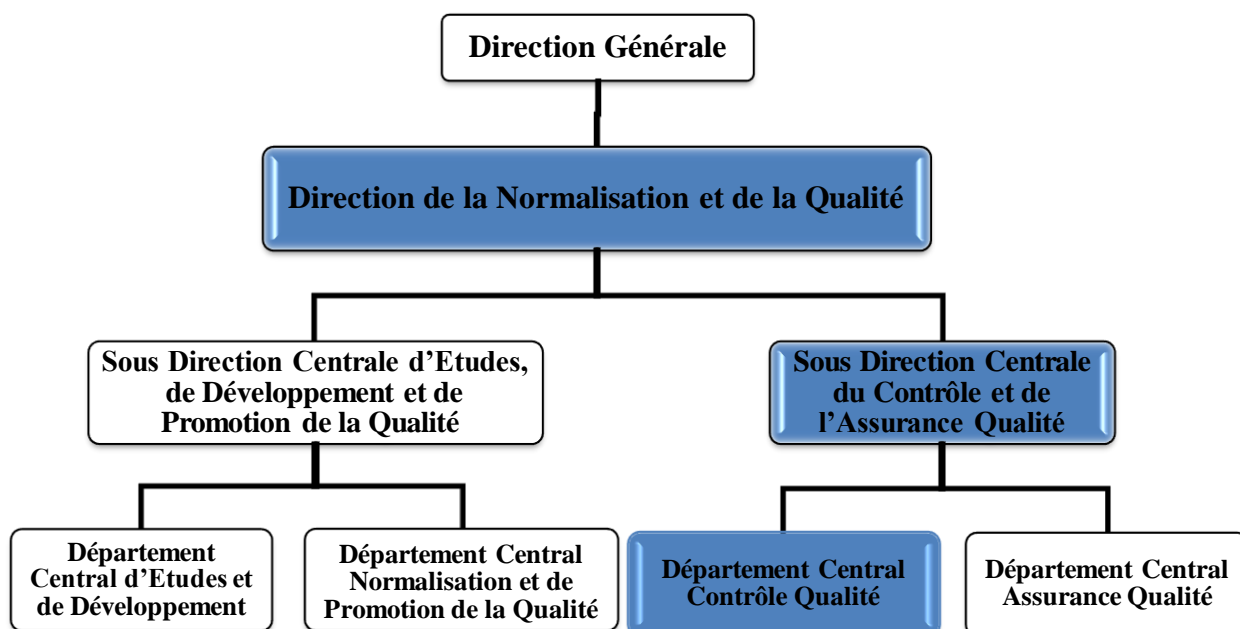 Direction Générale
Direction de la Normalisation et de la Qualité
Sous Direction Centrale d’Etudes,
de Développement et de
Promotion de la Qualité
Sous Direction Centrale
du Contrôle et de
l’Assurance Qualité
Département
Central d’Etudes et
de Développement
Département Central
Normalisation et de
Promotion de la Qualité
Département Central
Contrôle Qualité
Département Central
Assurance Qualité